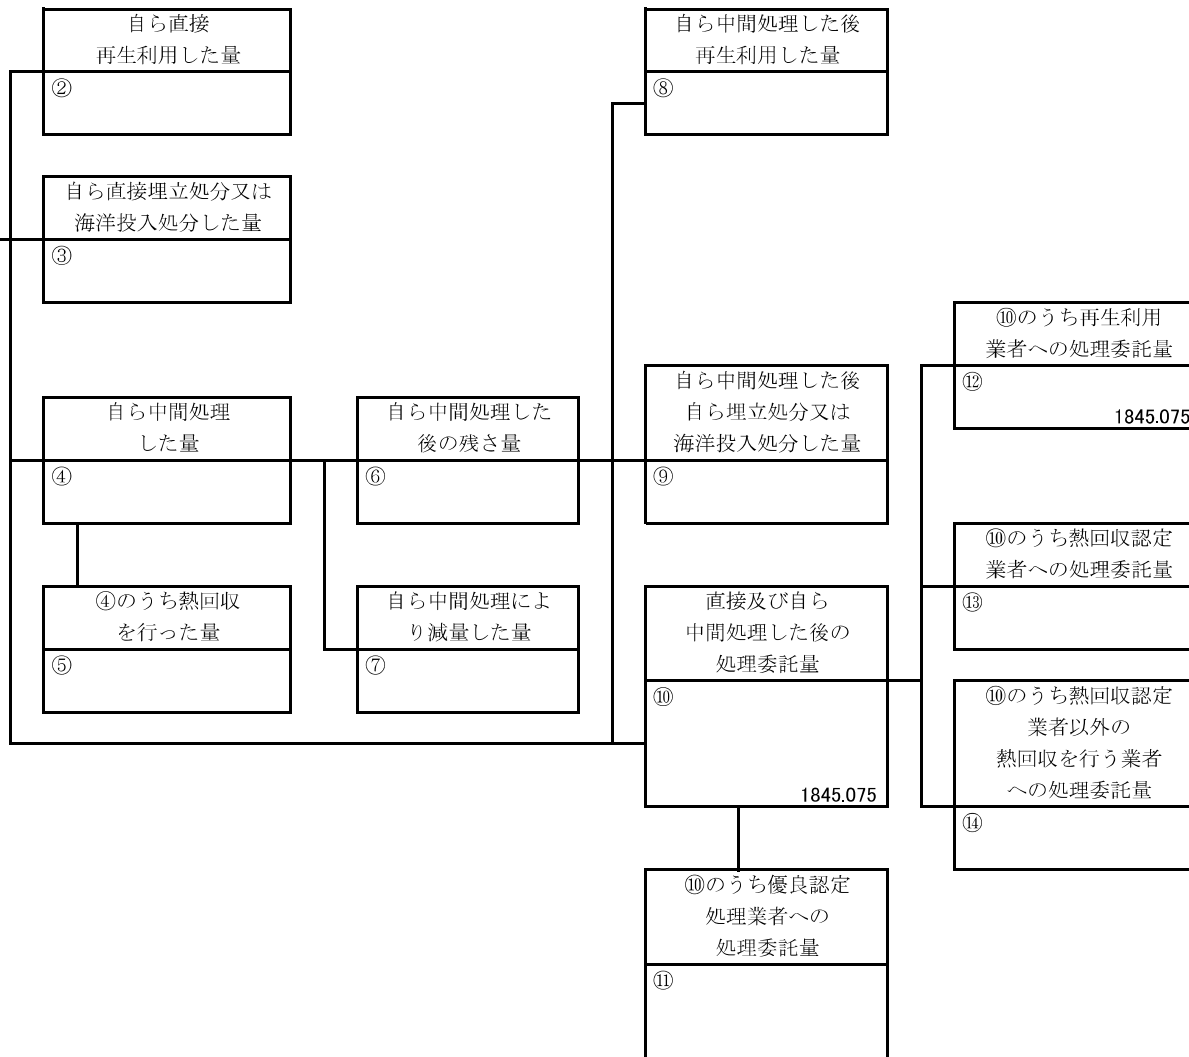 自ら直接
再生利用した量
②
自ら中間処理した後
再生利用した量
⑧
自ら直接埋立処分又は
海洋投入処分した量
③
⑩のうち再生利用
業者への処理委託量
⑫
1845.075
自ら中間処理
した量
④
自ら中間処理した
後の残さ量
⑥
自ら中間処理した後
自ら埋立処分又は
海洋投入処分した量
⑨
⑩のうち熱回収認定
業者への処理委託量
⑬
④のうち熱回収
を行った量
⑤
自ら中間処理によ
り減量した量
⑦
直接及び自ら
中間処理した後の
処理委託量
⑩
1845.075
⑩のうち熱回収認定
業者以外の
熱回収を行う業者
への処理委託量
⑭
⑩のうち優良認定
処理業者への
処理委託量
⑪